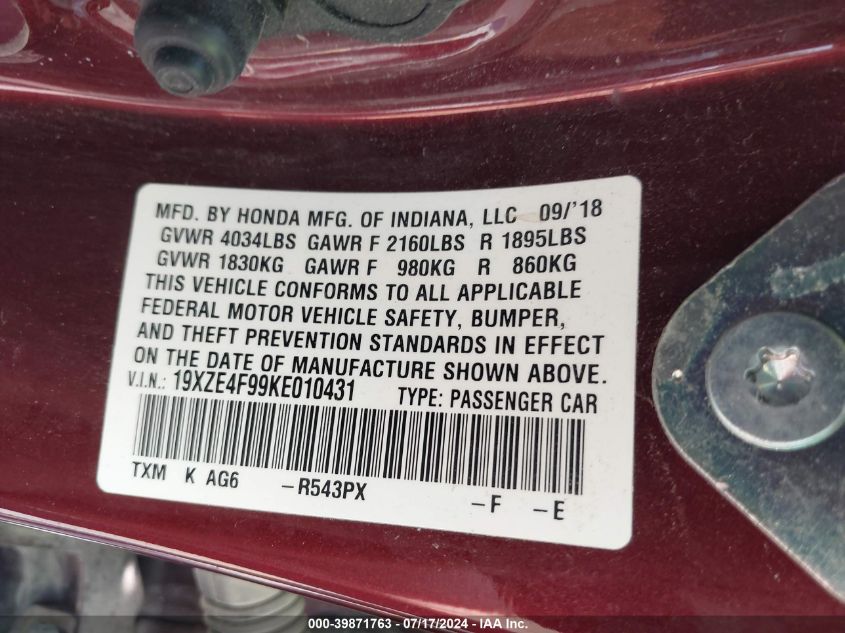 MFD. BY HONDA MFG. OF INDIANA, LLC 09/'18
GVWR 4034LBS GAWR F 2160LBS R 1895LBS
GVWR 1830KG GAWR F 980KG R 860KG
THIS VEHICLE CONFORMS TO ALL APPLICABLE
FEDERAL MOTOR VEHICLE SAFETY, BUMPER,
AND THEFT PREVENTION STANDARDS IN EFFECT
ON THE DATE OF MANUFACTURE SHOWN ABOVE.
V.I.N.: 19XZE4F99KE010431 TYPE: PASSENGER CAR
TXM K AG6 -R543PX -F -E
000-39871763 - 07/17/2024 - IAA Inc.